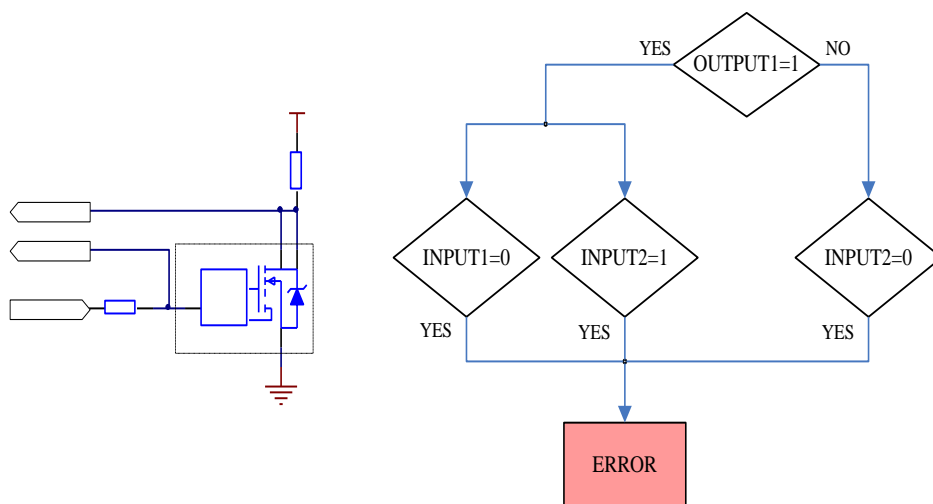 YES
OUTPUT1=1
NO
INPUT1=0
INPUT2=1
INPUT2=0
YES
YES
YES
ERROR